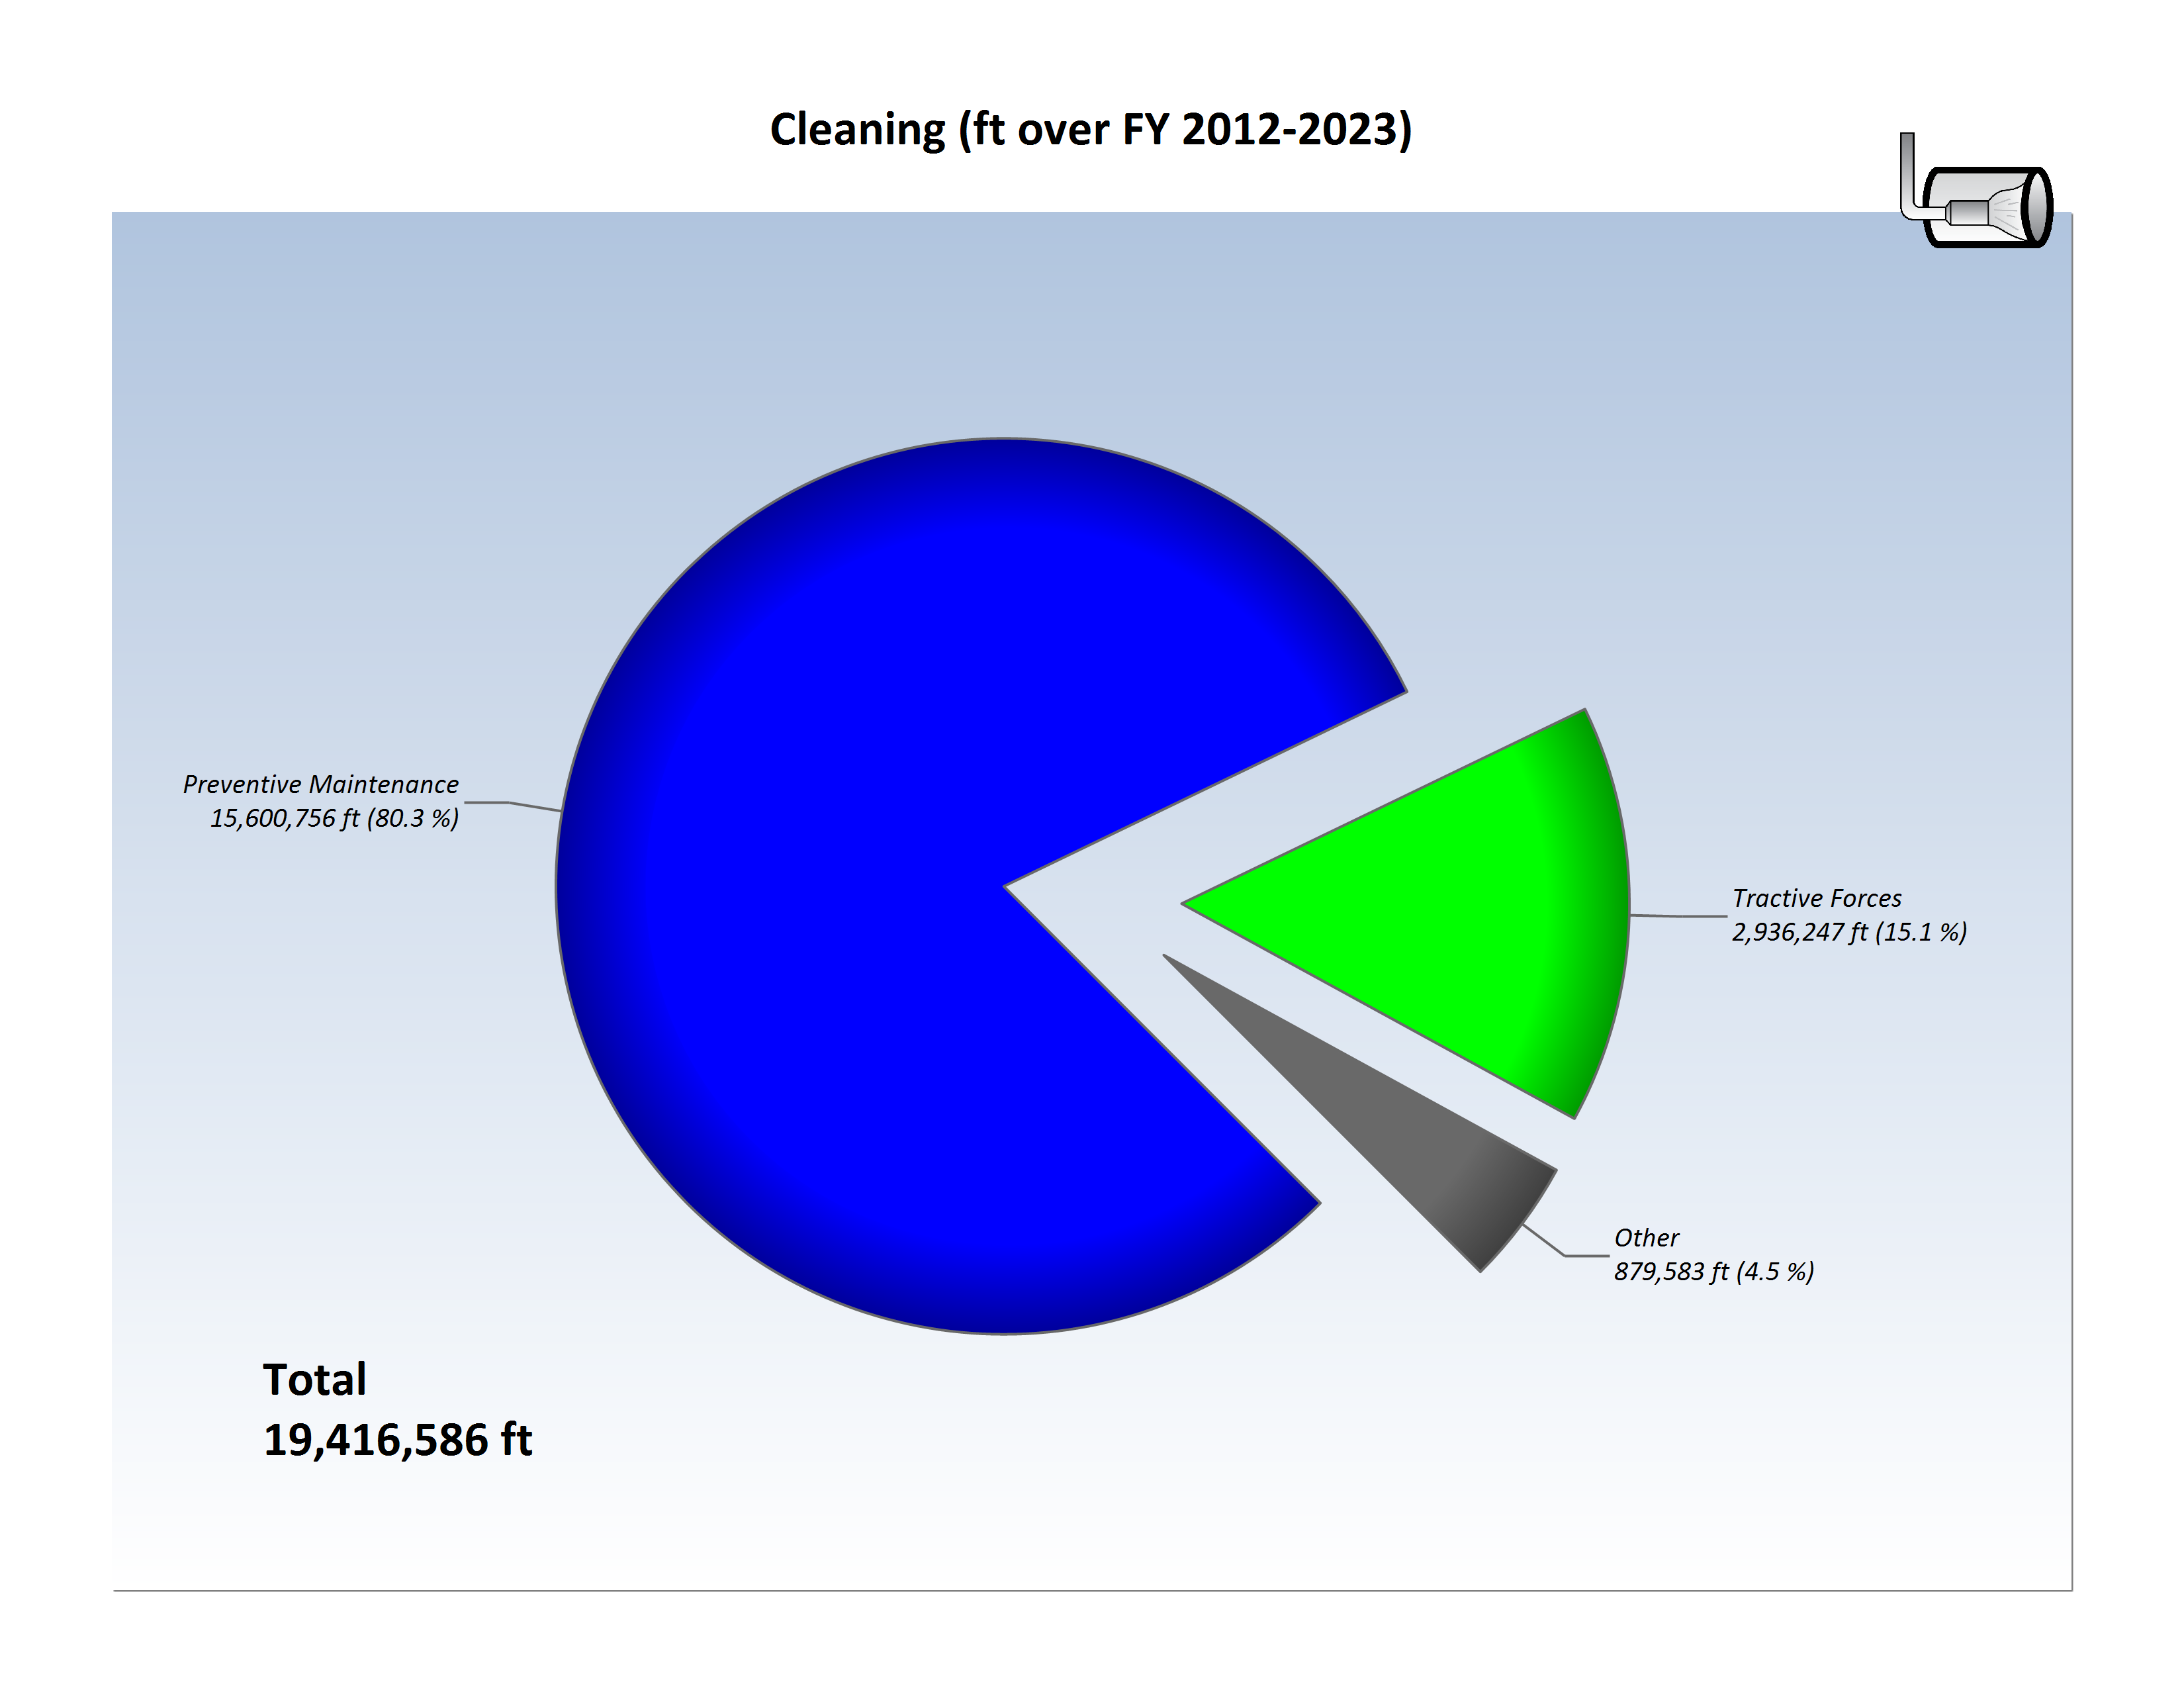 Cleaning (ft over FY 2012-2023)
Preventive Maintenance
15,600,756 ft (80.3 %)
Tractive Forces
2,936,247 ft (15.1 %)
Other
879,583 ft (4.5 %)
Total
19,416,586 ft